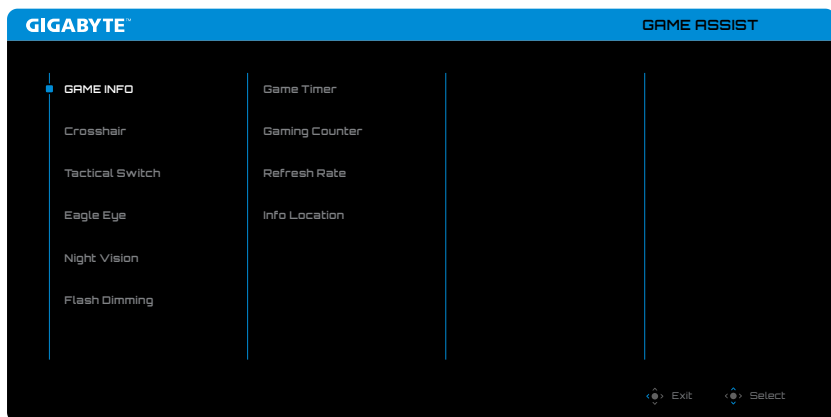 GIGABYTE™
GAME ASSIST
GAME INFO
Game Timer
Crosshair
Gaming Counter
Tactical Switch
Refresh Rate
Eagle Eye
Info Location
Night Vision
Flash Dimming
Exit
Select